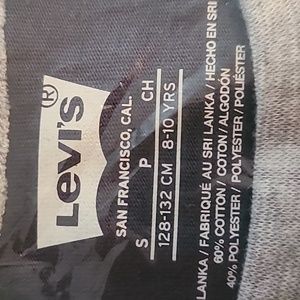 Levi's®
SAN FRANCISCO, CAL.
S P CH
128-132 CM 8-10 YRS
LANKA / FABRIQUÉ AU SRI LANKA / HECHO EN SRI
60% COTTON / COTON / ALGODÓN
40% POLYESTER / POLYESTER / POLIÉSTER